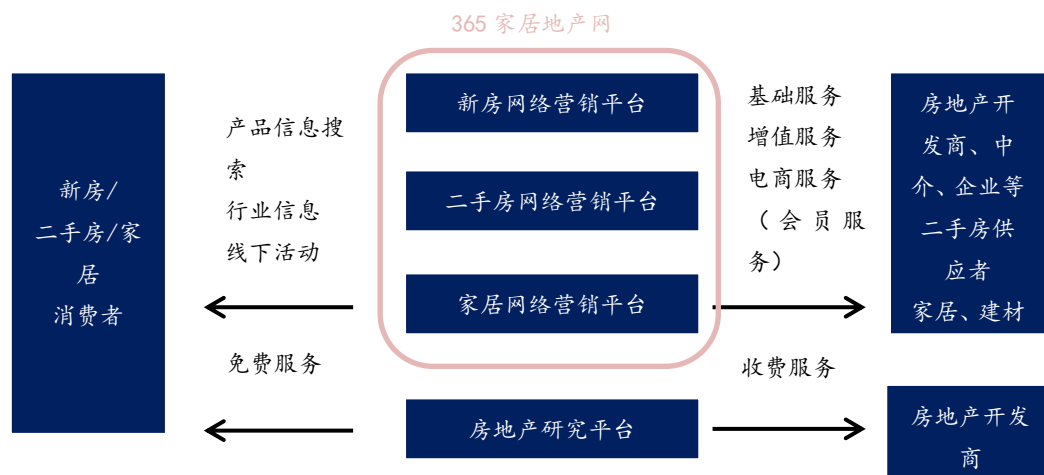 365 家居地产网
新房/
二手房/家
居
消费者
产品信息搜
索
行业信息
线下活动
免费服务
新房网络营销平台
二手房网络营销平台
家居网络营销平台
房地产研究平台
基础服务
增值服务
电商服务
（会员服
务）
收费服务
房地产开
发商、中
介、企业等
二手房供
应者
家居、建材
房地产开发
商